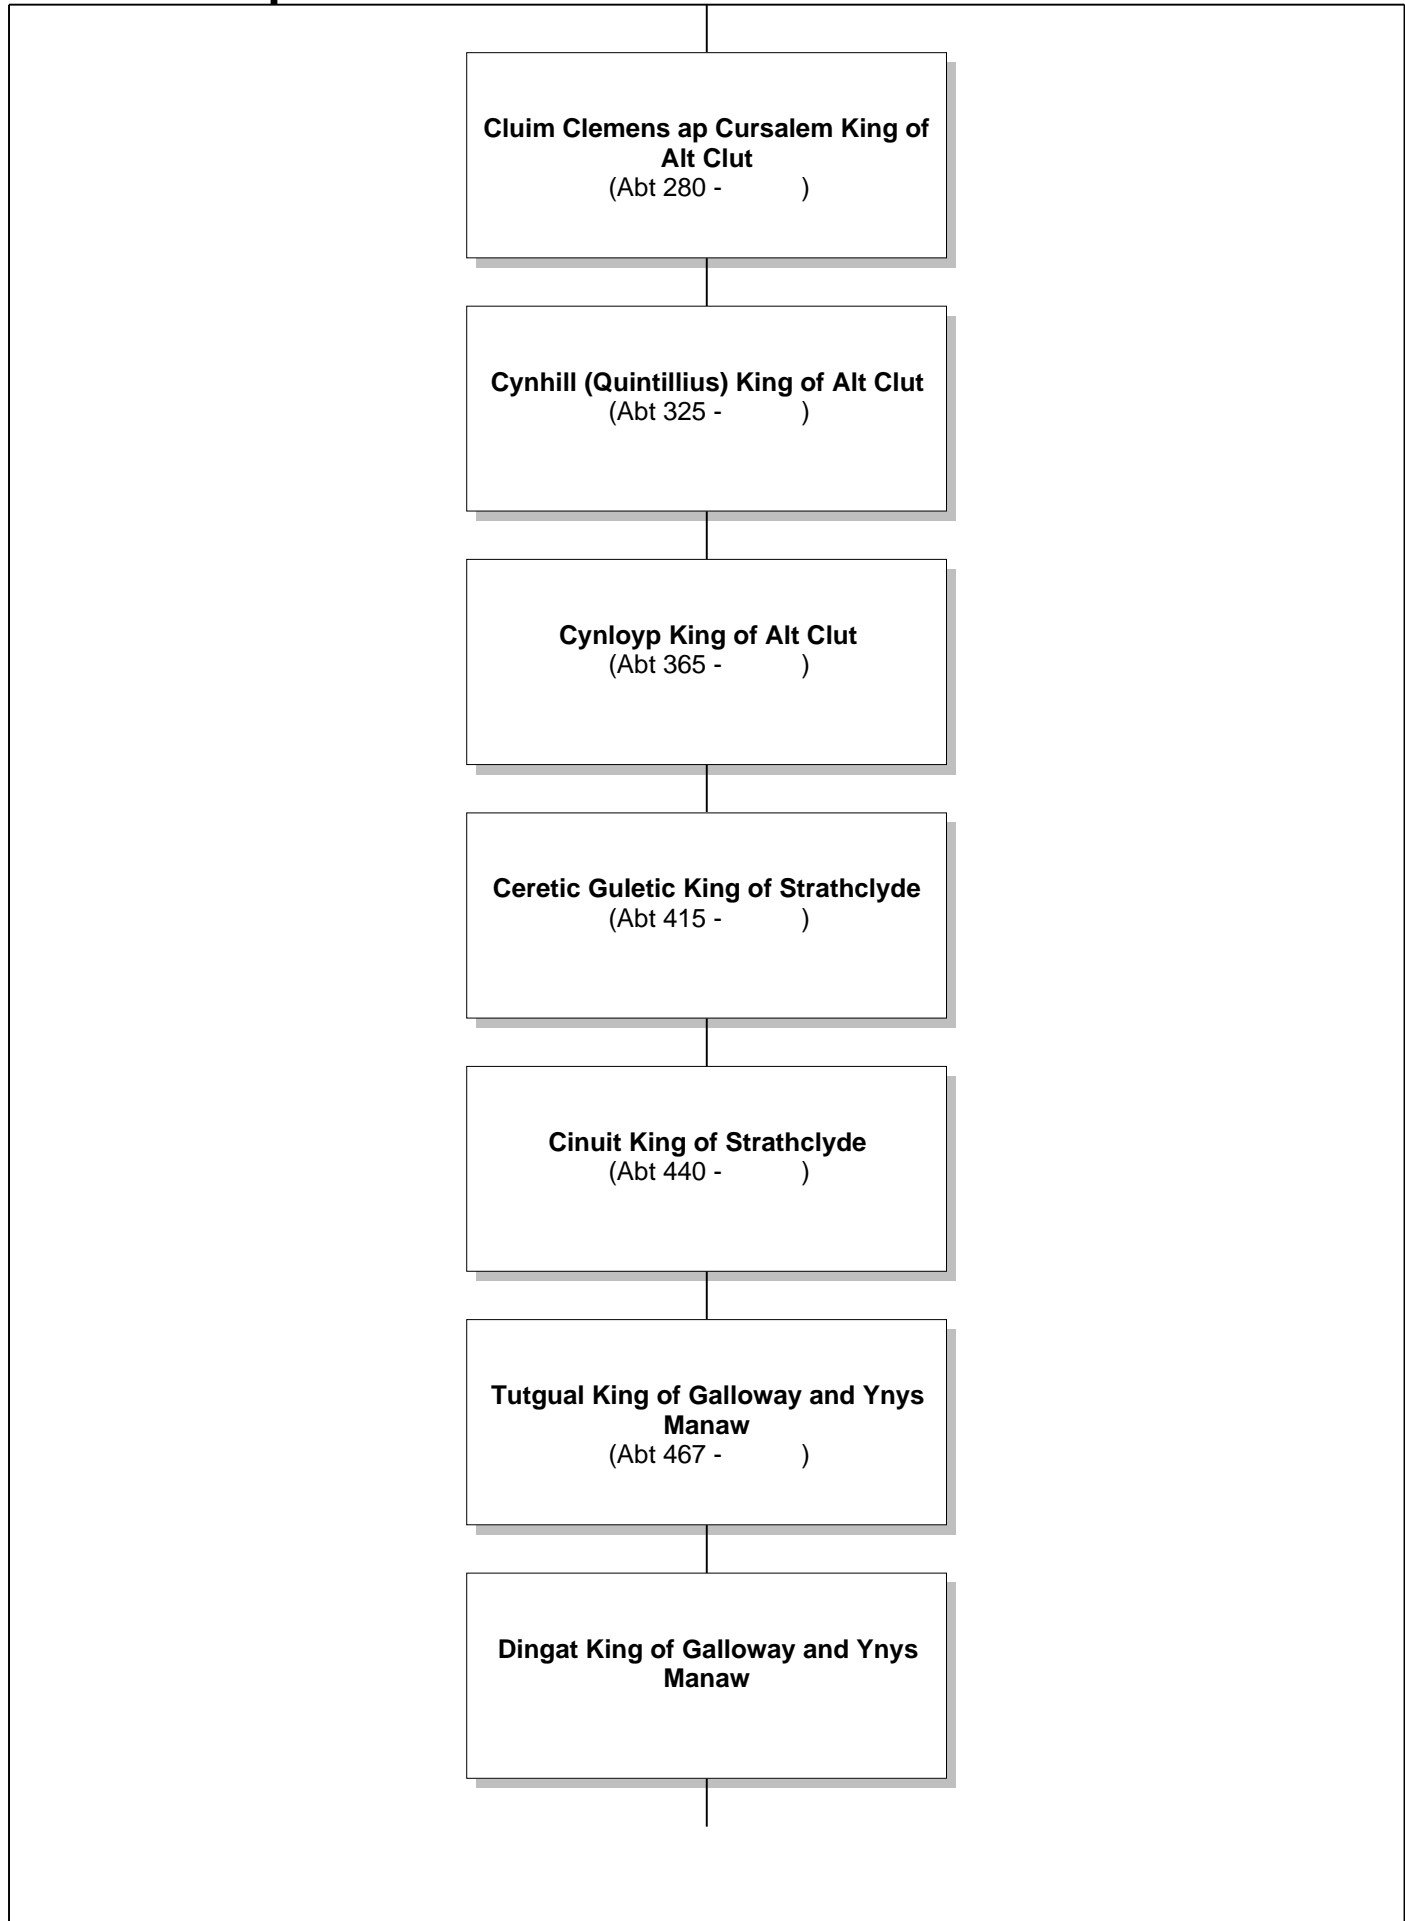 Cluim Clemens ap Cursalem King of
Alt Clut
(Abt 280 - )
Cynhill (Quintillius) King of Alt Clut
(Abt 325 - )
Cynloyp King of Alt Clut
(Abt 365 - )
Ceretic Guletic King of Strathclyde
(Abt 415 - )
Cinuit King of Strathclyde
(Abt 440 - )
Tutgual King of Galloway and Ynys
Manaw
(Abt 467 - )
Dingat King of Galloway and Ynys
Manaw